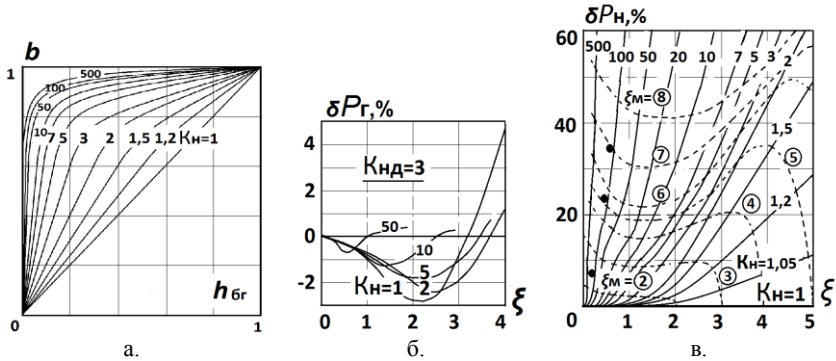 b
1
500
100
50
10
7 5 3 2 1,5 1,2 Kн=1
0
hбг
1
а.
δPг,%
4
2
0
-2
Kнд=3
50
10
5
2
Kн=1
0 1 2 3 4 ξ
б.
δPн,%
60
40
20
0
500 100 50 20 10 7 5 3 2
ξм=⑧
1,5
⑦
⑤
⑥
④
1,2
Kн=1,05
③
ξм=②
Kн=1
0 1 2 3 4 5
ξ
в.